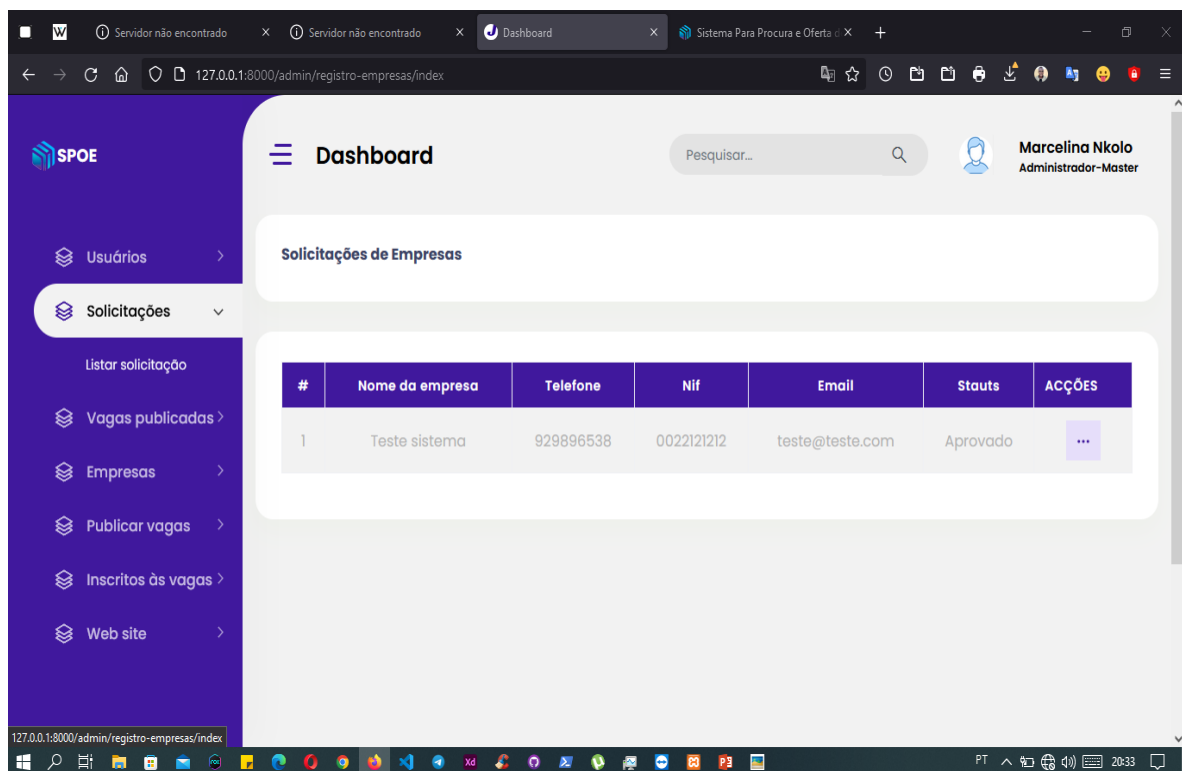 Servidor não encontrado
Servidor não encontrado
Dashboard
Sistema Para Procura e Oferta d
127.0.0.1:8000/admin/registro-empresas/index
SPOE
Dashboard
Pesquisar...
Marcelina Nkolo
Administrador-Master
Usuários
Solicitações
Listar solicitação
Vagas publicadas
Empresas
Publicar vagas
Inscritos às vagas
Web site
Solicitações de Empresas
# Nome da empresa Telefone Nif Email Stauts ACÇÕES
1 Teste sistema 929896538 0022121212 teste@teste.com Aprovado ...
127.0.0.1:8000/admin/registro-empresas/index
PT 20:33